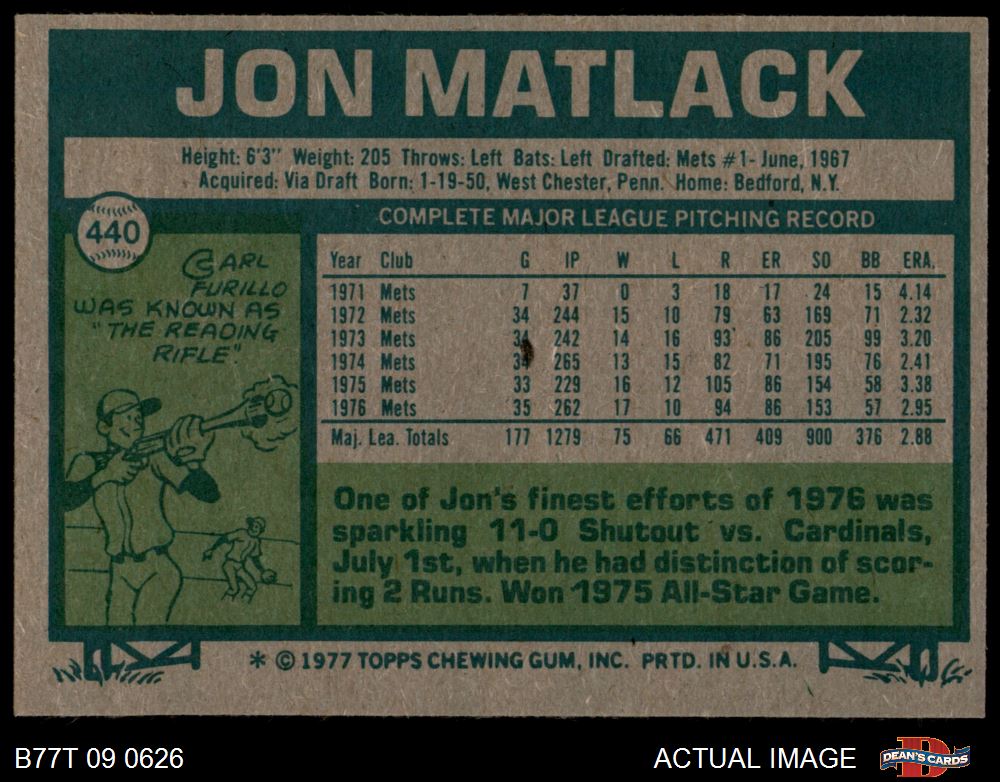 JON MATLACK
Height: 6'3" Weight: 205 Throws: Left Bats: Left Drafted: Mets #1-June, 1967
Acquired: Via Draft Born: 1-19-50, West Chester, Penn. Home: Bedford, N.Y.
440
CARL
FURILLO
WAS KNOWN AS
"THE READING
RIFLE"
COMPLETE MAJOR LEAGUE PITCHING RECORD
Year Club G IP W L R ER SO BB ERA.
1971 Mets 7 37 0 3 18 17 24 15 4.14
1972 Mets 34 244 15 10 79 63 169 71 2.32
1973 Mets 34 242 14 16 93 86 205 99 3.20
1974 Mets 34 265 13 15 82 71 195 76 2.41
1975 Mets 33 229 16 12 105 86 154 58 3.38
1976 Mets 35 262 17 10 94 86 153 57 2.95
Maj. Lea. Totals 177 1279 75 66 471 409 900 376 2.88
One of Jon's finest efforts of 1976 was
sparkling 11-0 Shutout vs. Cardinals,
July 1st, when he had distinction of scor-
ing 2 Runs. Won 1975 All-Star Game.
* © 1977 TOPPS CHEWING GUM, INC. PRTD. IN U.S.A.
B77T 09 0626
ACTUAL IMAGE
DEAN'S CARDS